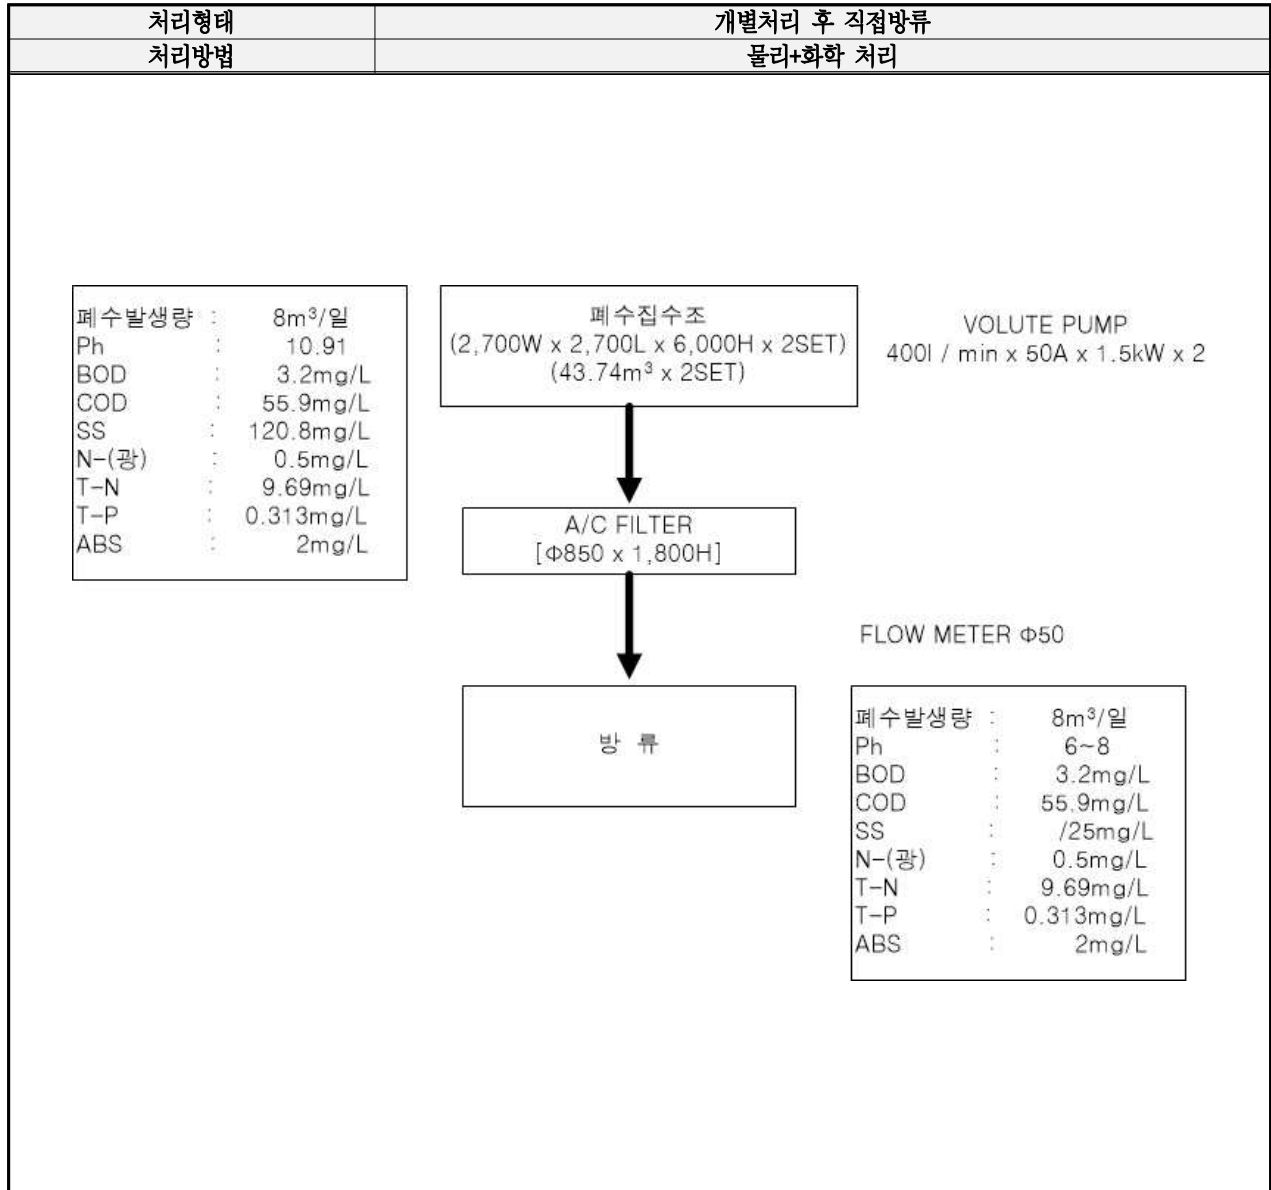 처리형태 개별처리 후 직접방류
처리방법 물리+화학 처리
폐수발생량 : 8m³/일
Ph : 10.91
BOD : 3.2mg/L
COD : 55.9mg/L
SS : 120.8mg/L
N-(광) : 0.5mg/L
T-N : 9.69mg/L
T-P : 0.313mg/L
ABS : 2mg/L
폐수집수조
(2,700W x 2,700L x 6,000H x 2SET)
(43.74m³ x 2SET)
VOLUTE PUMP
400l / min x 50A x 1.5kW x 2
A/C FILTER
[Φ850 x 1,800H]
FLOW METER Φ50
방 류
폐수발생량 : 8m³/일
Ph : 6~8
BOD : 3.2mg/L
COD : 55.9mg/L
SS : /25mg/L
N-(광) : 0.5mg/L
T-N : 9.69mg/L
T-P : 0.313mg/L
ABS : 2mg/L